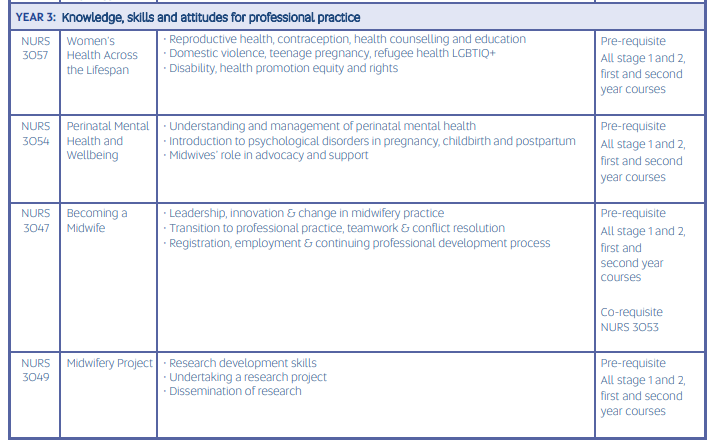 YEAR 3: Knowledge, skills and attitudes for professional practice
NURS
3057
Women's
Health Across
the Lifespan
· Reproductive health, contraception, health counselling and education
· Domestic violence, teenage pregnancy, refugee health LGBTIQ+
· Disability, health promotion equity and rights
Pre-requisite
All stage 1 and 2,
first and second
year courses
NURS
3054
Perinatal Mental
Health and
Wellbeing
· Understanding and management of perinatal mental health
· Introduction to psychological disorders in pregnancy, childbirth and postpartum
· Midwives' role in advocacy and support
Pre-requisite
All stage 1 and 2,
first and second
year courses
NURS
3047
Becoming a
Midwife
· Leadership, innovation & change in midwifery practice
· Transition to professional practice, teamwork & conflict resolution
· Registration, employment & continuing professional development process
Pre-requisite
All stage 1 and 2,
first and
second year
courses
Co-requisite
NURS 3053
NURS
3049
Midwifery Project
· Research development skills
· Undertaking a research project
· Dissemination of research
Pre-requisite
All stage 1 and 2,
first and second
year courses